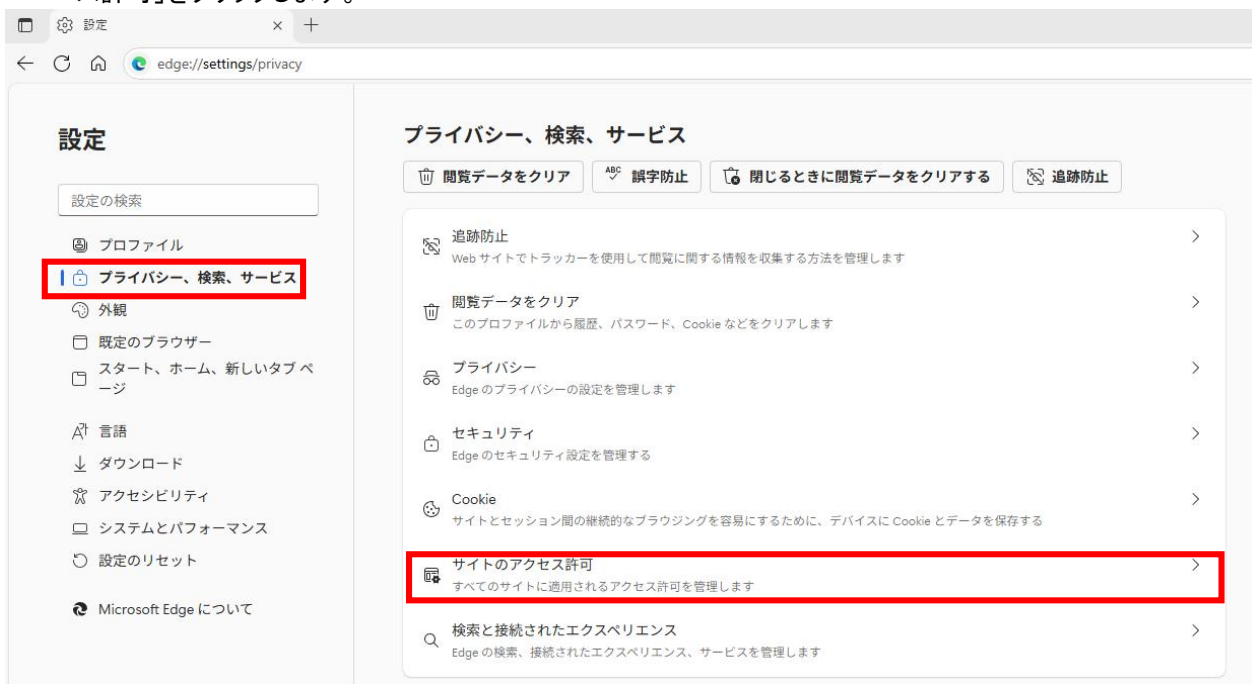 ス許可」をクリックします。
設定
edge://settings/privacy
設定
設定の検索
プロファイル
プライバシー、検索、サービス
外観
既定のブラウザー
スタート、ホーム、新しいタブ ペ
ージ
言語
ダウンロード
アクセシビリティ
システムとパフォーマンス
設定のリセット
Microsoft Edge について
プライバシー、検索、サービス
閲覧データをクリア
ABC 誤字防止
閉じるときに閲覧データをクリアする
追跡防止
追跡防止
Web サイトでトラッカーを使用して閲覧に関する情報を収集する方法を管理します
閲覧データをクリア
このプロファイルから履歴、パスワード、Cookie などをクリアします
プライバシー
Edge のプライバシーの設定を管理します
セキュリティ
Edge のセキュリティ設定を管理する
Cookie
サイトとセッション間の継続的なブラウジングを容易にするために、デバイスに Cookie とデータを保存する
サイトのアクセス許可
すべてのサイトに適用されるアクセス許可を管理します
検索と接続されたエクスペリエンス
Edge の検索、接続されたエクスペリエンス、サービスを管理します